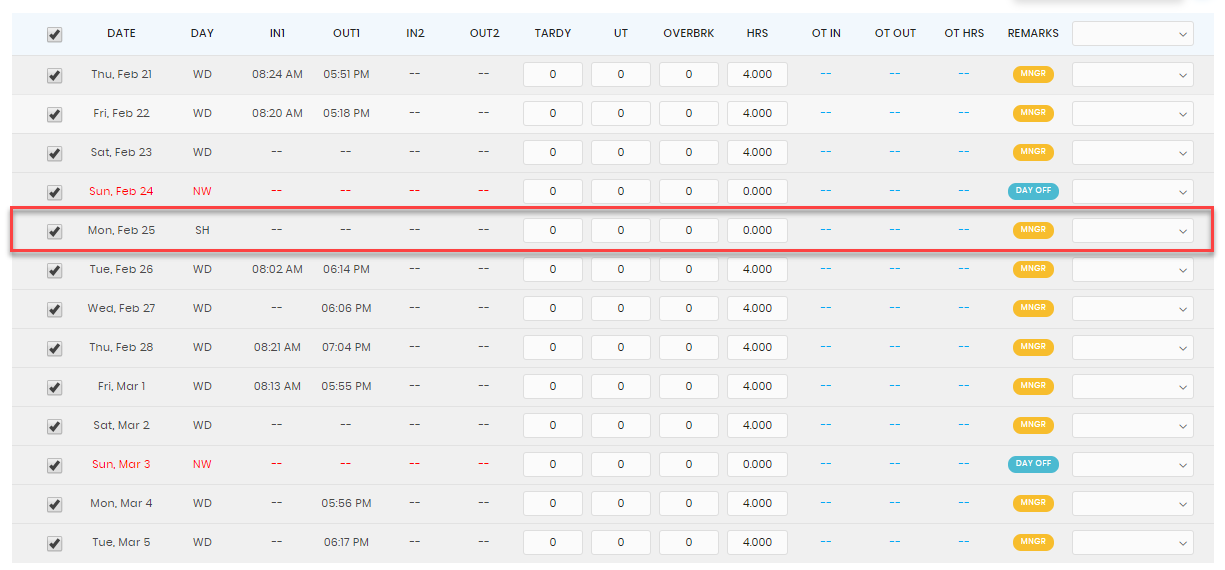 DATE DAY IN1 OUT1 IN2 OUT2 TARDY UT OVERBRK HRS OT IN OT OUT OT HRS REMARKS
Thu, Feb 21 WD 08:24 AM 05:51 PM -- -- 0 0 0 4.000 -- -- -- MNGR
Fri, Feb 22 WD 08:20 AM 05:18 PM -- -- 0 0 0 4.000 -- -- -- MNGR
Sat, Feb 23 WD -- -- -- -- 0 0 0 4.000 -- -- -- MNGR
Sun, Feb 24 NW -- -- -- -- 0 0 0 0.000 -- -- -- DAY OFF
Mon, Feb 25 SH -- -- -- -- 0 0 0 0.000 -- -- -- MNGR
Tue, Feb 26 WD 08:02 AM 06:14 PM -- -- 0 0 0 4.000 -- -- -- MNGR
Wed, Feb 27 WD -- 06:06 PM -- -- 0 0 0 4.000 -- -- -- MNGR
Thu, Feb 28 WD 08:21 AM 07:04 PM -- -- 0 0 0 4.000 -- -- -- MNGR
Fri, Mar 1 WD 08:13 AM 05:55 PM -- -- 0 0 0 4.000 -- -- -- MNGR
Sat, Mar 2 WD -- -- -- -- 0 0 0 4.000 -- -- -- MNGR
Sun, Mar 3 NW -- -- -- -- 0 0 0 0.000 -- -- -- DAY OFF
Mon, Mar 4 WD -- 05:56 PM -- -- 0 0 0 4.000 -- -- -- MNGR
Tue, Mar 5 WD -- 06:17 PM -- -- 0 0 0 4.000 -- -- -- MNGR